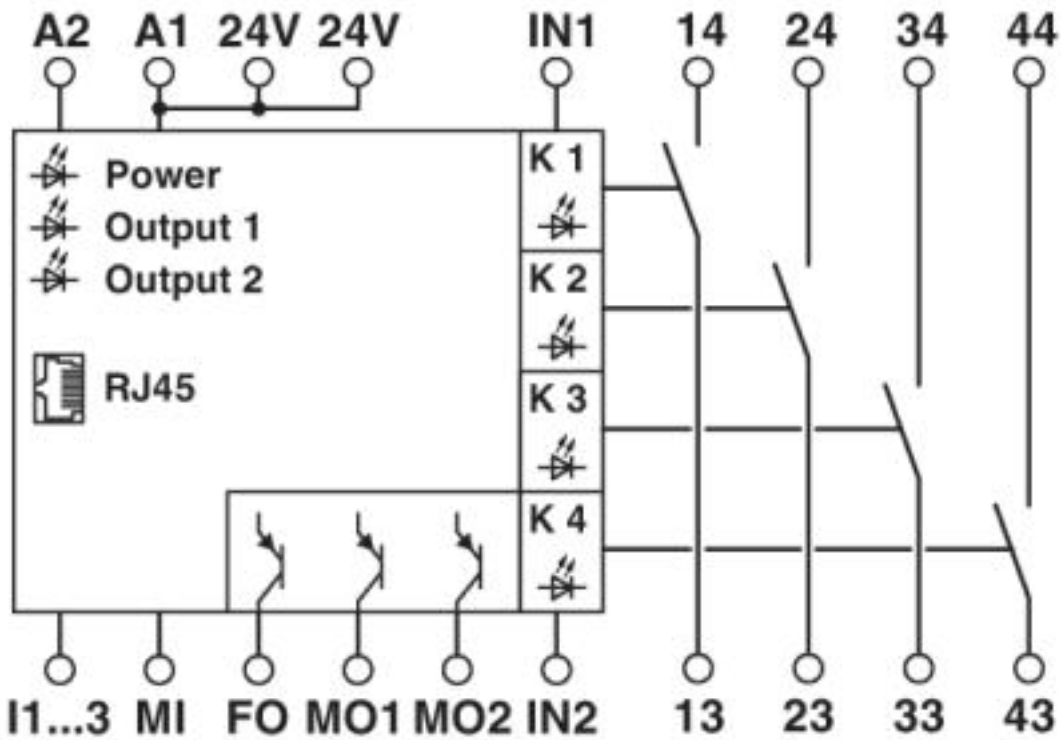 A2 A1 24V 24V IN1 14 24 34 44
K 1
Power
Output 1
Output 2
K 2
RJ45
K 3
K 4
I1...3 MI FO MO1 MO2 IN2 13 23 33 43